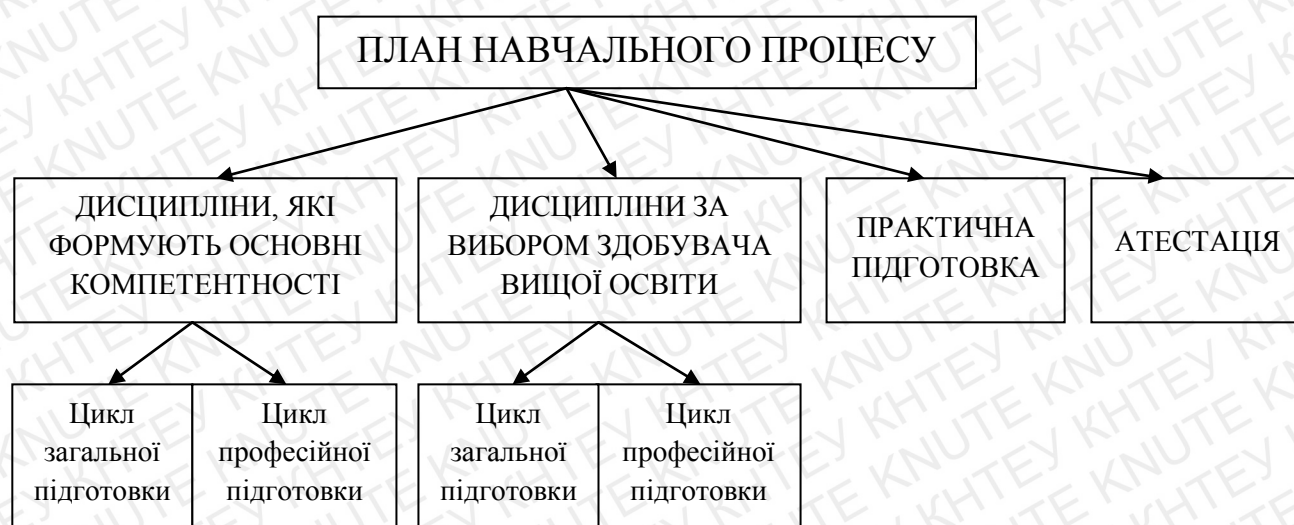 ПЛАН НАВЧАЛЬНОГО ПРОЦЕСУ
ДИСЦИПЛІНИ, ЯКІ
ФОРМУЮТЬ ОСНОВНІ
КОМПЕТЕНТНОСТІ
ДИСЦИПЛІНИ ЗА
ВИБОРОМ ЗДОБУВАЧА
ВИЩОЇ ОСВІТИ
ПРАКТИЧНА
ПІДГОТОВКА
АТЕСТАЦІЯ
Цикл
загальної
підготовки
Цикл
професійної
підготовки
Цикл
загальної
підготовки
Цикл
професійної
підготовки